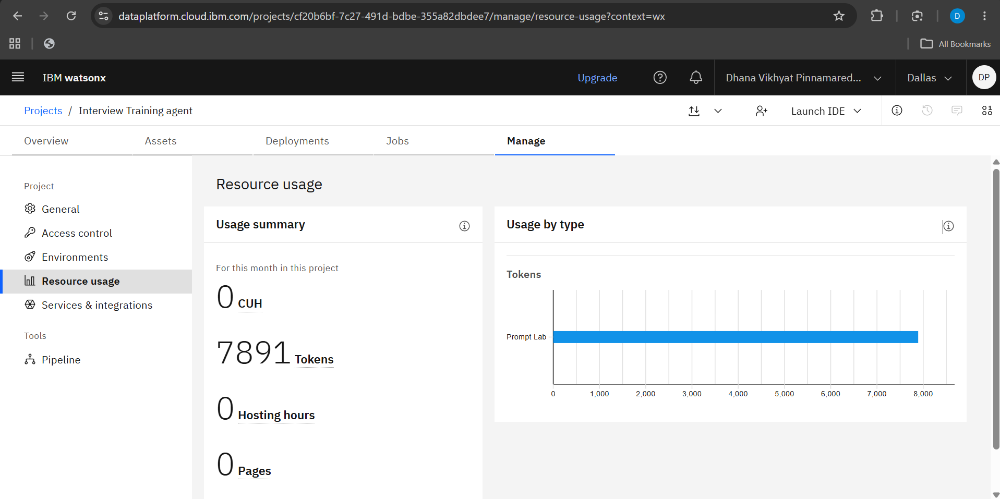 dataplatform.cloud.ibm.com/projects/cf20b6bf-7c27-491d-bdbe-355a82dbdee7/manage/resource-usage?context=wx
D
All Bookmarks
IBM watsonx
Upgrade
Dhana Vikhyat Pinnamared...
Dallas
DP
Projects / Interview Training agent
Launch IDE
Overview
Assets
Deployments
Jobs
Manage
Project
General
Access control
Environments
Resource usage
Services & integrations
Tools
Pipeline
Resource usage
Usage summary
For this month in this project
0 CUH
7891 Tokens
0 Hosting hours
0 Pages
Usage by type
Tokens
Prompt Lab
0 1,000 2,000 3,000 4,000 5,000 6,000 7,000 8,000